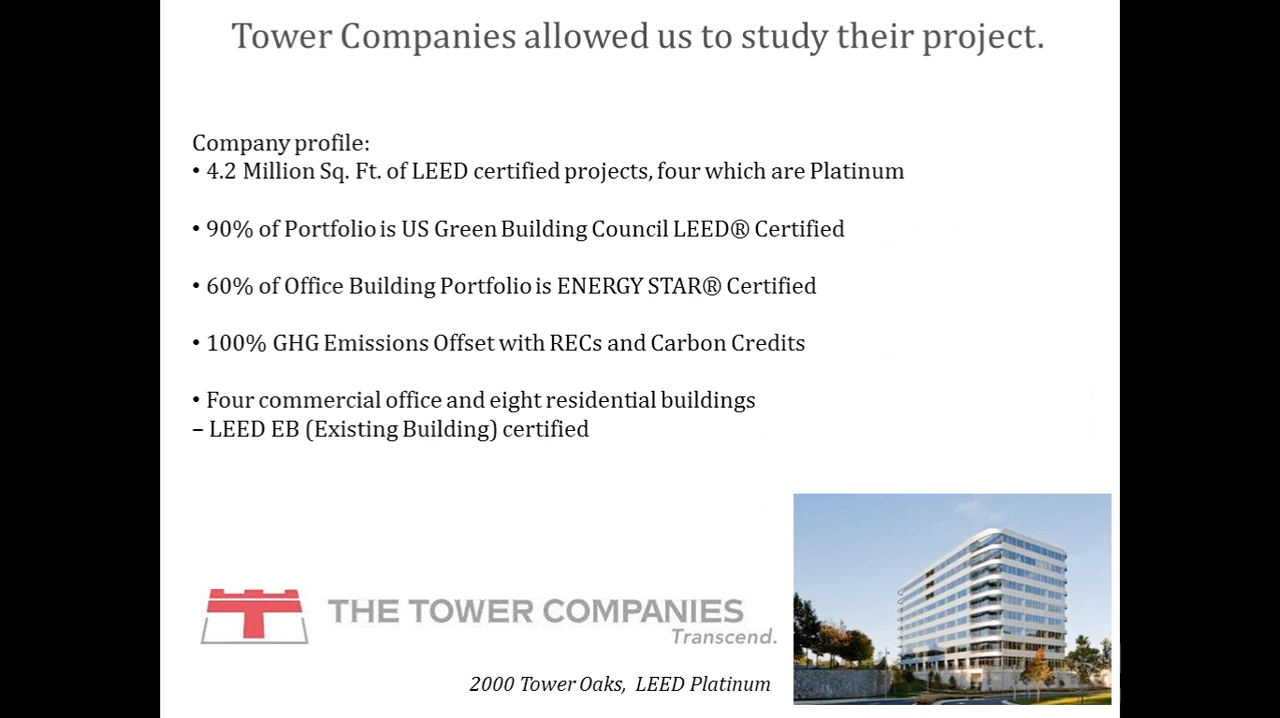 Tower Companies allowed us to study their project.
Company profile:
• 4.2 Million Sq. Ft. of LEED certified projects, four which are Platinum
• 90% of Portfolio is US Green Building Council LEED® Certified
• 60% of Office Building Portfolio is ENERGY STAR® Certified
• 100% GHG Emissions Offset with RECs and Carbon Credits
• Four commercial office and eight residential buildings
– LEED EB (Existing Building) certified
THE TOWER COMPANIES
Transcend.
2000 Tower Oaks, LEED Platinum